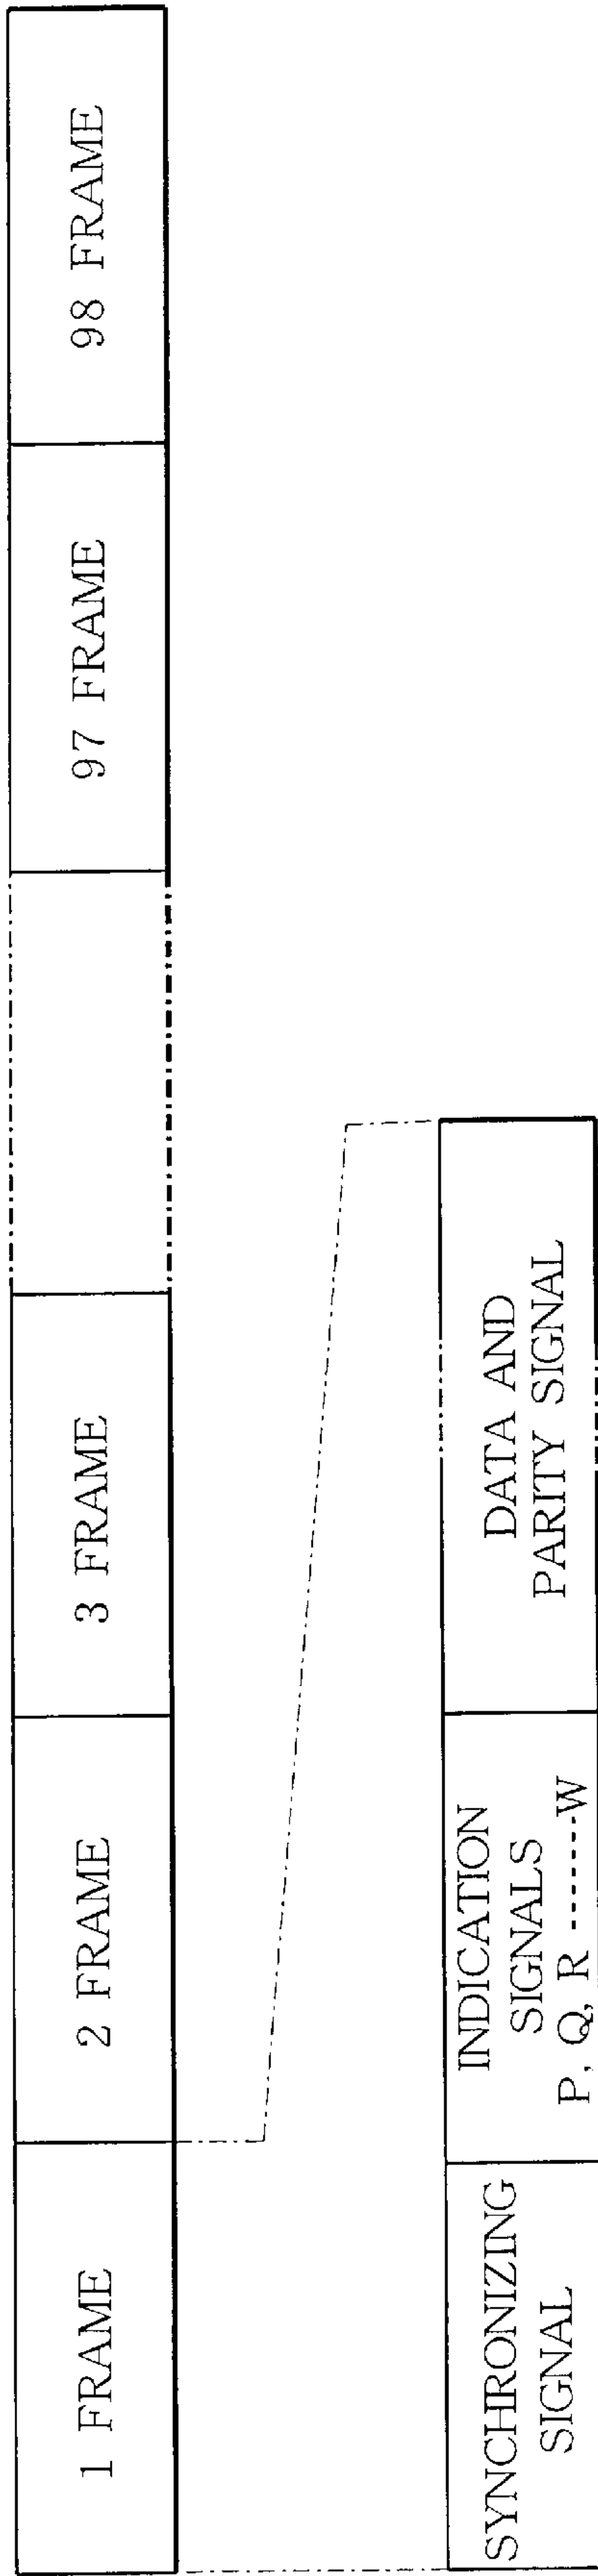 1 FRAME
2 FRAME
3 FRAME
97 FRAME
98 FRAME
SYNCHRONIZING
SIGNAL
INDICATION
SIGNALS
P, Q, R -------W
DATA AND
PARITY SIGNAL